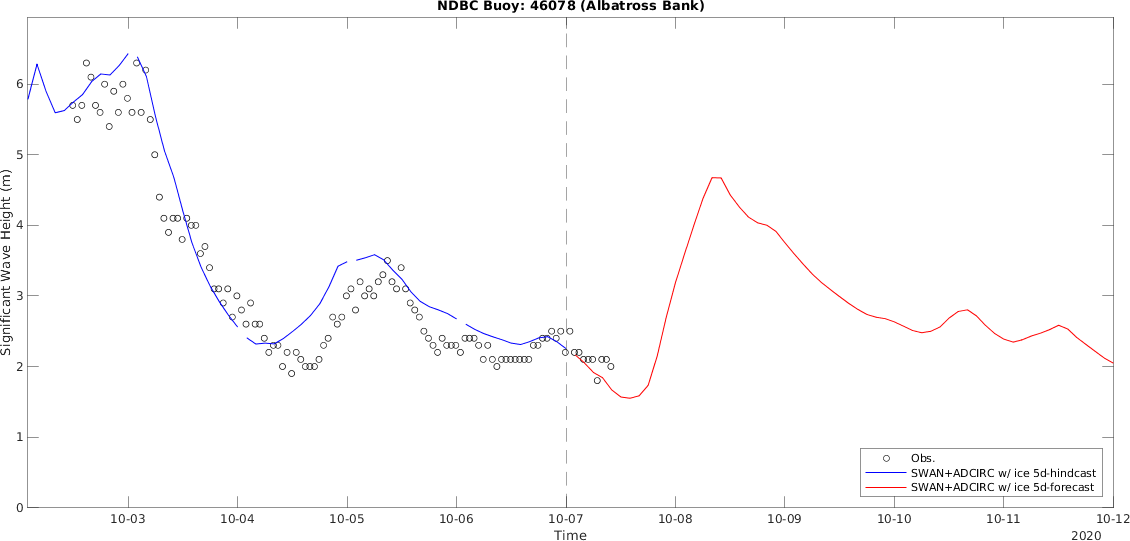 NDBC Buoy: 46078 (Albatross Bank)
Significant Wave Height (m)
6
5
4
3
2
1
0
Obs.
SWAN+ADCIRC w/ ice 5d-hindcast
SWAN+ADCIRC w/ ice 5d-forecast
10-03 10-04 10-05 10-06 10-07 10-08 10-09 10-10 10-11 10-12
Time
2020